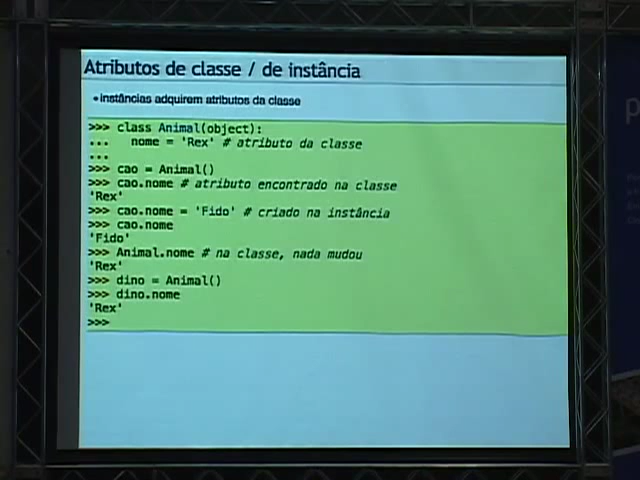 Atributos de classe / de instância
•instâncias adquirem atributos da classe
>>> class Animal(object):
...   nome = 'Rex' # atributo da classe
...
>>> cao = Animal()
>>> cao.nome # atributo encontrado na classe
'Rex'
>>> cao.nome = 'Fido' # criado na instância
>>> cao.nome
'Fido'
>>> Animal.nome # na classe, nada mudou
'Rex'
>>> dino = Animal()
>>> dino.nome
'Rex'
>>>